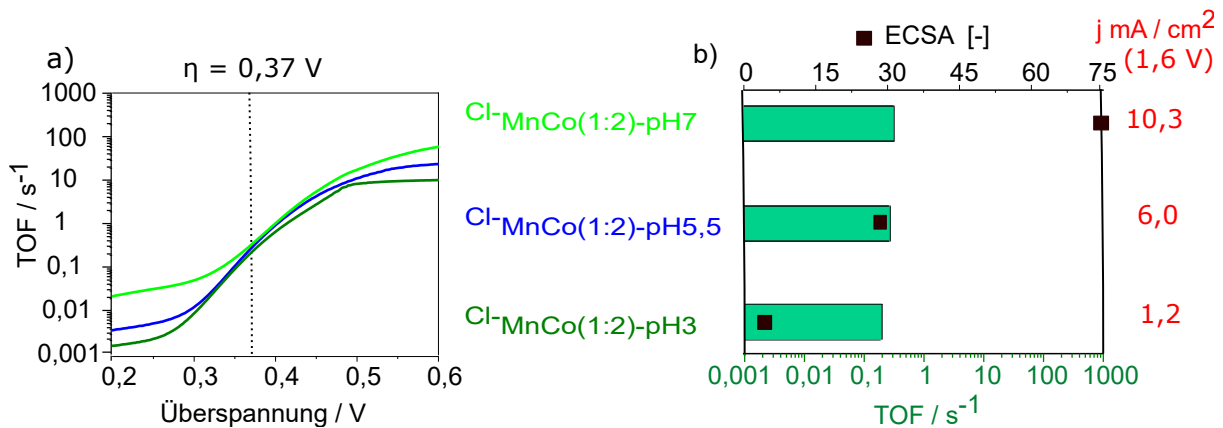 a)
η = 0,37 V
1000
100
10
1
0,1
0,01
0,001
TOF / s-1
0,2 0,3 0,4 0,5 0,6
Überspannung / V
Cl-MnCo(1:2)-pH7
Cl-MnCo(1:2)-pH5,5
Cl-MnCo(1:2)-pH3
b)
ECSA [-]
0 15 30 45 60 75
j mA / cm2
(1,6 V)
10,3
6,0
1,2
0,001 0,01 0,1 1 10 100 1000
TOF / s-1